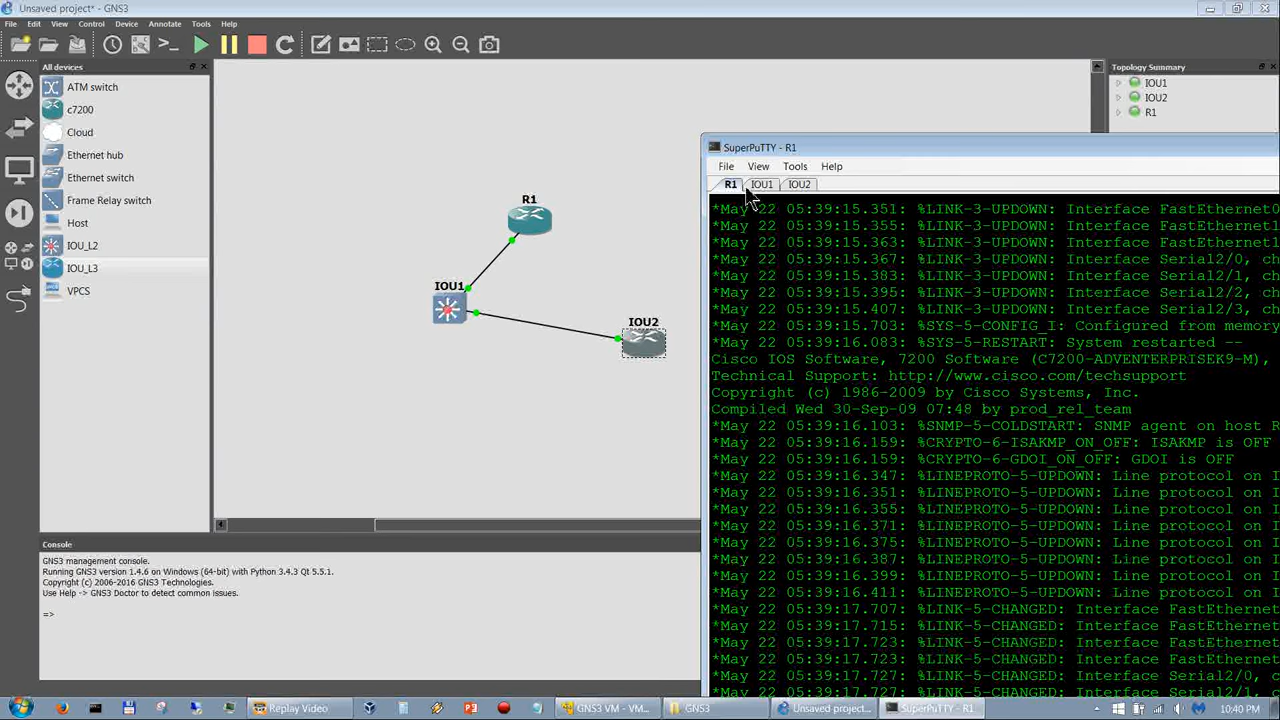 Unsaved project* - GNS3
File Edit View Control Device Annotate Tools Help
All devices
ATM switch
c7200
Cloud
Ethernet hub
Ethernet switch
Frame Relay switch
Host
IOU_L2
IOU_L3
VPCS
R1
IOU1
IOU2
Topology Summary
IOU1
IOU2
R1
SuperPuTTY - R1
File View Tools Help
R1 IOU1 IOU2
*May 22 05:39:15.351: %LINK-3-UPDOWN: Interface FastEthernet0
*May 22 05:39:15.355: %LINK-3-UPDOWN: Interface FastEthernet1
*May 22 05:39:15.363: %LINK-3-UPDOWN: Interface FastEthernet1
*May 22 05:39:15.367: %LINK-3-UPDOWN: Interface Serial2/0, ch
*May 22 05:39:15.383: %LINK-3-UPDOWN: Interface Serial2/1, ch
*May 22 05:39:15.395: %LINK-3-UPDOWN: Interface Serial2/2, ch
*May 22 05:39:15.407: %LINK-3-UPDOWN: Interface Serial2/3, ch
*May 22 05:39:15.703: %SYS-5-CONFIG_I: Configured from memory
*May 22 05:39:16.083: %SYS-5-RESTART: System restarted --
Cisco IOS Software, 7200 Software (C7200-ADVENTERPRISEK9-M),
Technical Support: http://www.cisco.com/techsupport
Copyright (c) 1986-2009 by Cisco Systems, Inc.
Compiled Wed 30-Sep-09 07:48 by prod_rel_team
*May 22 05:39:16.103: %SNMP-5-COLDSTART: SNMP agent on host R
*May 22 05:39:16.159: %CRYPTO-6-ISAKMP_ON_OFF: ISAKMP is OFF
*May 22 05:39:16.159: %CRYPTO-6-GDOI_ON_OFF: GDOI is OFF
*May 22 05:39:16.347: %LINEPROTO-5-UPDOWN: Line protocol on I
*May 22 05:39:16.351: %LINEPROTO-5-UPDOWN: Line protocol on I
*May 22 05:39:16.355: %LINEPROTO-5-UPDOWN: Line protocol on I
*May 22 05:39:16.371: %LINEPROTO-5-UPDOWN: Line protocol on I
*May 22 05:39:16.375: %LINEPROTO-5-UPDOWN: Line protocol on I
*May 22 05:39:16.387: %LINEPROTO-5-UPDOWN: Line protocol on I
*May 22 05:39:16.399: %LINEPROTO-5-UPDOWN: Line protocol on I
*May 22 05:39:16.411: %LINEPROTO-5-UPDOWN: Line protocol on I
*May 22 05:39:17.707: %LINK-5-CHANGED: Interface FastEthernet
*May 22 05:39:17.715: %LINK-5-CHANGED: Interface FastEthernet
*May 22 05:39:17.723: %LINK-5-CHANGED: Interface FastEthernet
*May 22 05:39:17.723: %LINK-5-CHANGED: Interface FastEthernet
*May 22 05:39:17.727: %LINK-5-CHANGED: Interface Serial2/0, c
*May 22 05:39:17.727: %LINK-5-CHANGED: Interface Serial2/1, c
Console
GNS3 management console.
Running GNS3 version 1.4.6 on Windows (64-bit) with Python 3.4.3 Qt 5.5.1.
Copyright (c) 2006-2016 GNS3 Technologies.
Use Help -> GNS3 Doctor to detect common issues.
=>
Replay Video
GNS3 VM - VM...
GNS3
Unsaved project...
SuperPuTTY - R1
10:40 PM